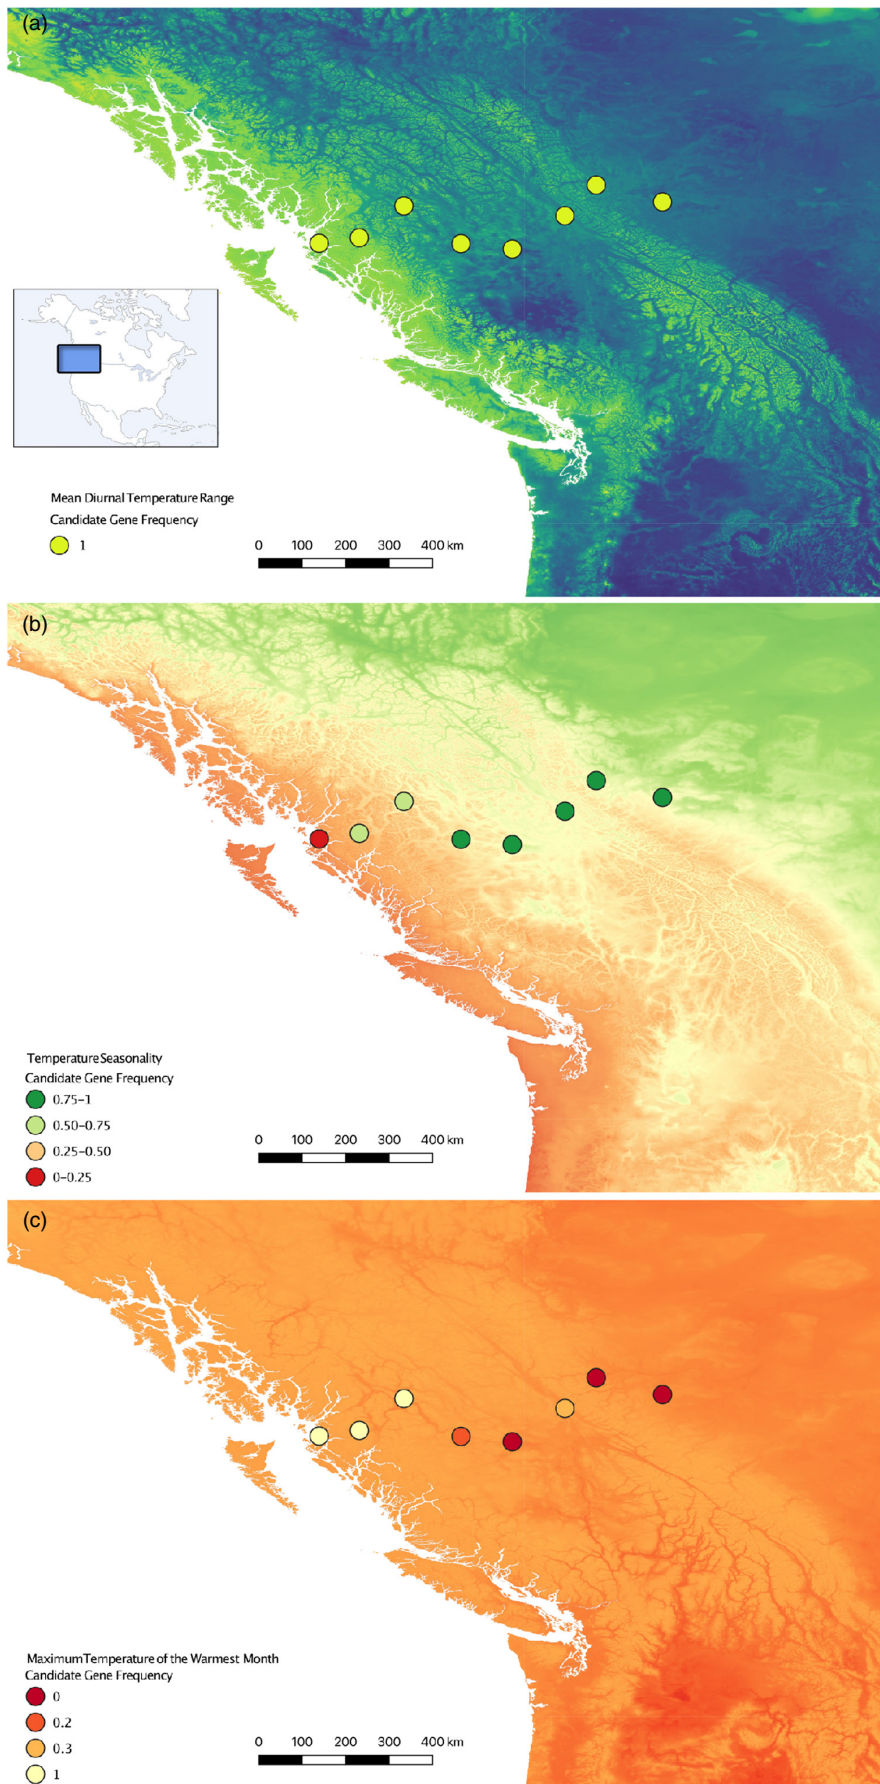 (a)
Mean Diurnal Temperature Range
Candidate Gene Frequency
1
0 100 200 300 400 km
(b)
Temperature Seasonality
Candidate Gene Frequency
0.75–1
0.50–0.75
0.25–0.50
0–0.25
0 100 200 300 400 km
(c)
Maximum Temperature of the Warmest Month
Candidate Gene Frequency
0
0.2
0.3
1
0 100 200 300 400 km